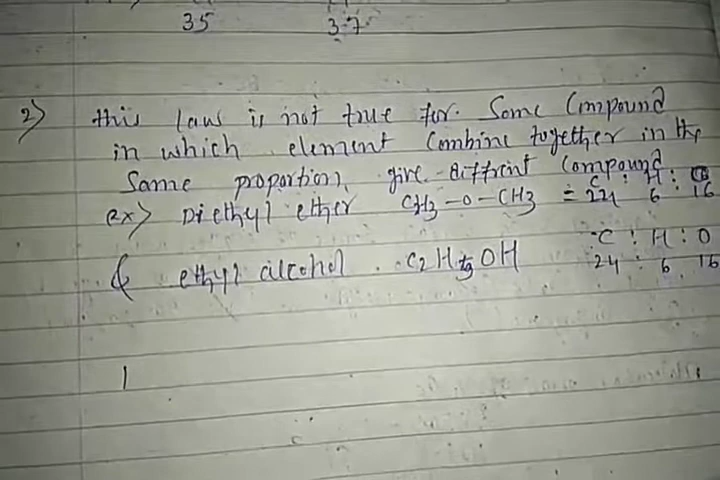 35 37
2) this law is not true for. Some Compound
in which element Combine together in the
Same proportion, give different Compound
C : H : O
ex> Diethyl ether CH3-O-CH3 = 24 6 : 16
C : H : O
& ethyl alcohol. C2H5OH
24 : 6 16
1